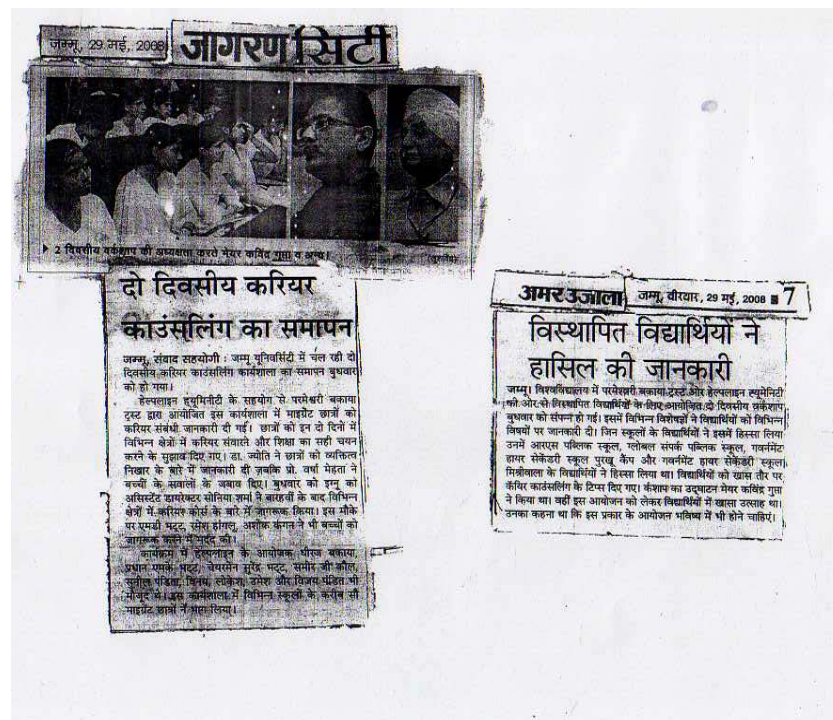 जम्मू, 29 मई, 2008
जागरण सिटी
2 दिवसीय वर्कशाप की अध्यक्षता करते मेयर कविंद्र गुप्ता व अन्य।
दो दिवसीय करियर
काउंसलिंग का समापन
जम्मू, संवाद सहयोगी : जम्मू यूनिवर्सिटी में चल रही दो
दिवसीय करियर काउंसलिंग कार्यशाला का समापन बुधवार
को हो गया।
हेल्पलाइन ह्यूमिनीटी के सहयोग से परमेश्वरी बकाया
ट्रस्ट द्वारा आयोजित इस कार्यशाला में माइग्रेंट छात्रों को
करियर संबंधी जानकारी दी गई। छात्रों को इन दो दिनों में
विभिन्न क्षेत्रों में करियर संवारने और शिक्षा का सही चयन
करने के सुझाव दिए गए। डा. ज्योति ने छात्रों को व्यक्तित्व
निखार के बारे में जानकारी दी जबकि प्रो. वर्षा मेहता ने
बच्चों के सवालों के जवाब दिए। बुधवार को इग्नू की
असिस्टेंट डायरेक्टर सोनिया शर्मा ने बारहवीं के बाद विभिन्न
क्षेत्रों में करियर कोर्स के बारे में जागरूक किया। इस मौके
पर एमडी भट्ट, रमेश हांगलू, अशोक कंगन ने भी बच्चों को
जागरूक करने में मदद की।
कार्यक्रम में हेल्पलाइन के आयोजक धीरज बकाया,
प्रधान एमके भट्ट, चेयरमैन सुरेंद्र भट्ट, समीर जी कौल,
सुनील पंडिता, विनय, लोकेश, उमेश और विजय पंडित भी
मौजूद थे। इस कार्यशाला में विभिन्न स्कूलों के करीब सौ
माइग्रेंट छात्रों ने भाग लिया।
अमर उजाला जम्मू, वीरवार, 29 मई, 2008 ■ 7
विस्थापित विद्यार्थियों ने
हासिल की जानकारी
जम्मू। विश्वविद्यालय में परमेश्वरी बकाया ट्रस्ट और हेल्पलाइन ह्यूमेनिटी
की ओर से विस्थापित विद्यार्थियों के लिए आयोजित दो दिवसीय वर्कशाप
बुधवार को संपन्न हो गई। इसमें विभिन्न विशेषज्ञों ने विद्यार्थियों को विभिन्न
विषयों पर जानकारी दी। जिन स्कूलों के विद्यार्थियों ने इसमें हिस्सा लिया
उनमें आरएस पब्लिक स्कूल, ग्लोबल संपर्क पब्लिक स्कूल, गवर्नमेंट
हायर सेकेंडरी स्कूल पुरखू कैंप और गवर्नमेंट हायर सेकेंडरी स्कूल
मिश्रीवाला के विद्यार्थियों ने हिस्सा लिया था। विद्यार्थियों को खास तौर पर
कॅरियर काउंसलिंग के टिप्स दिए गए। र्कशाप का उद्घाटन मेयर कविंद्र गुप्ता
ने किया था। वहीं इस आयोजन को लेकर विद्यार्थियों में खासा उत्साह था।
उनका कहना था कि इस प्रकार के आयोजन भविष्य में भी होने चाहिएं।